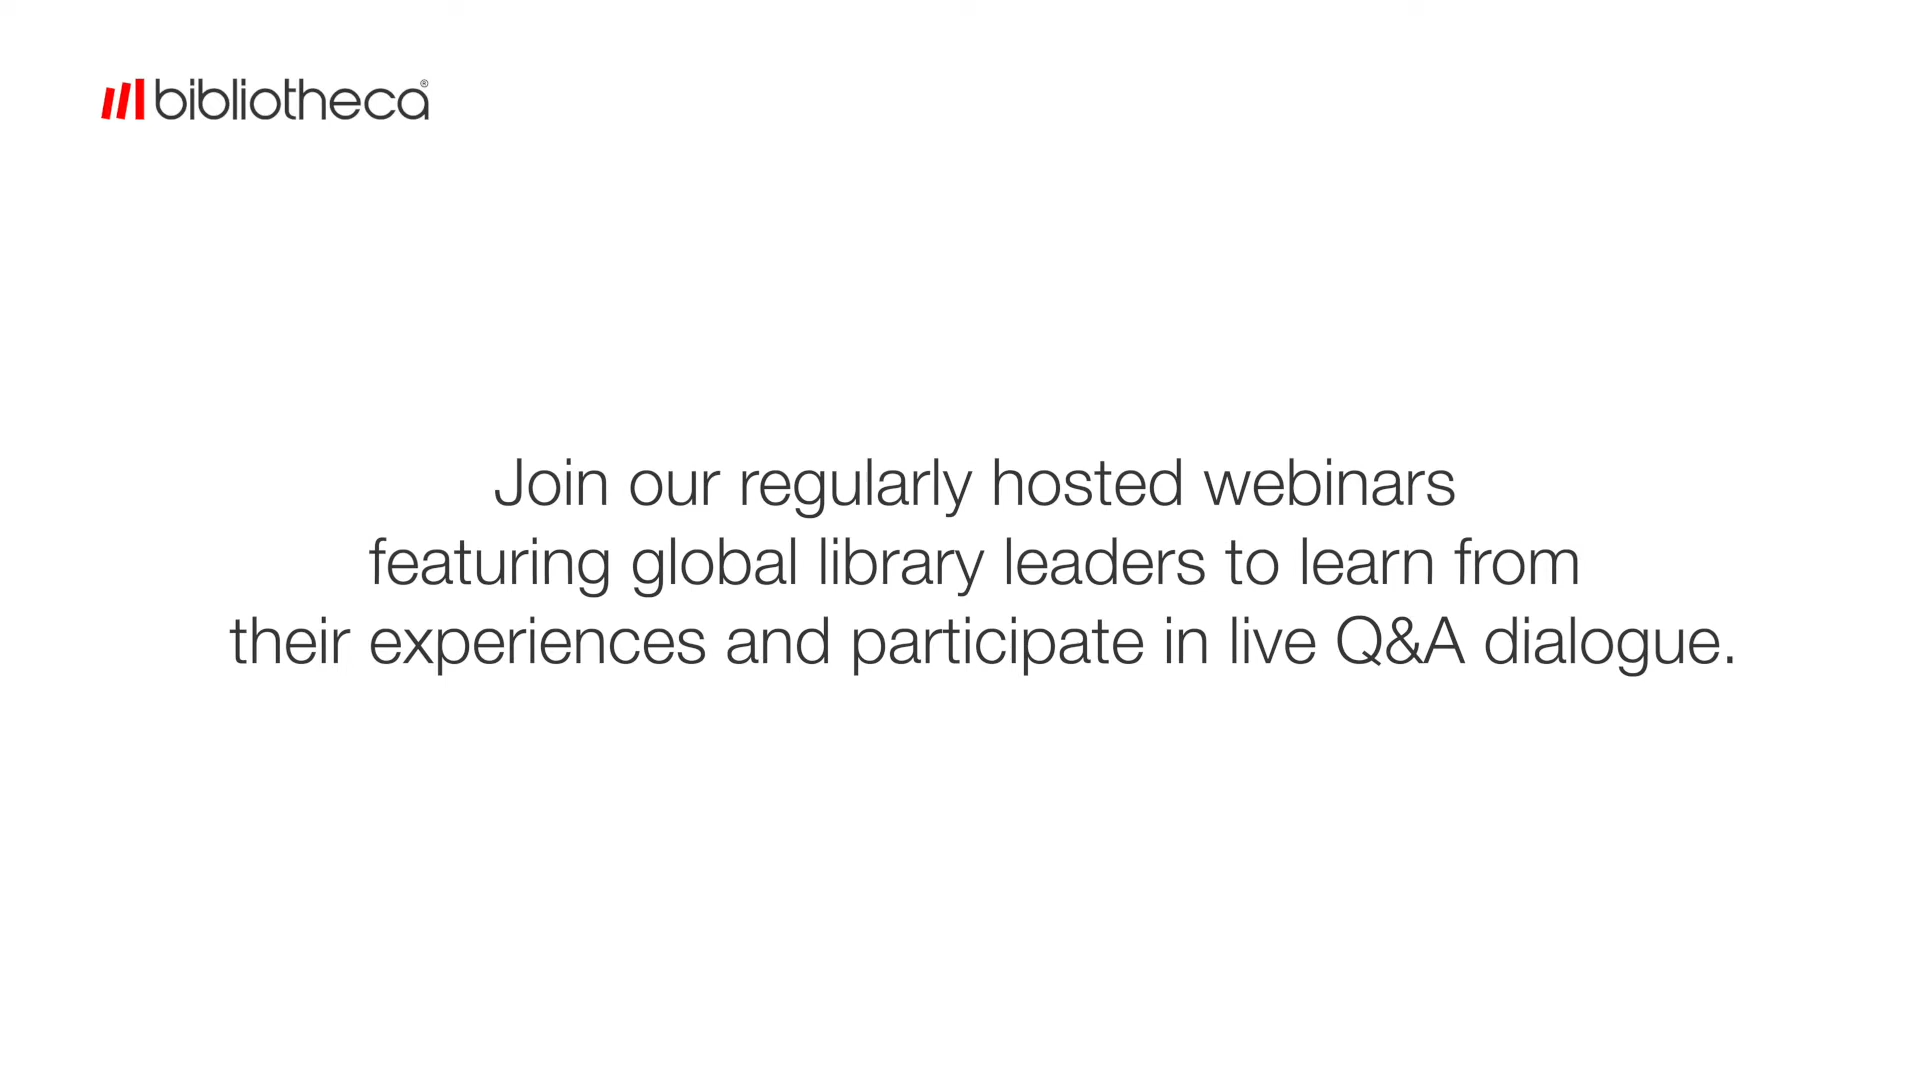 bibliotheca®
Join our regularly hosted webinars
featuring global library leaders to learn from
their experiences and participate in live Q&A dialogue.